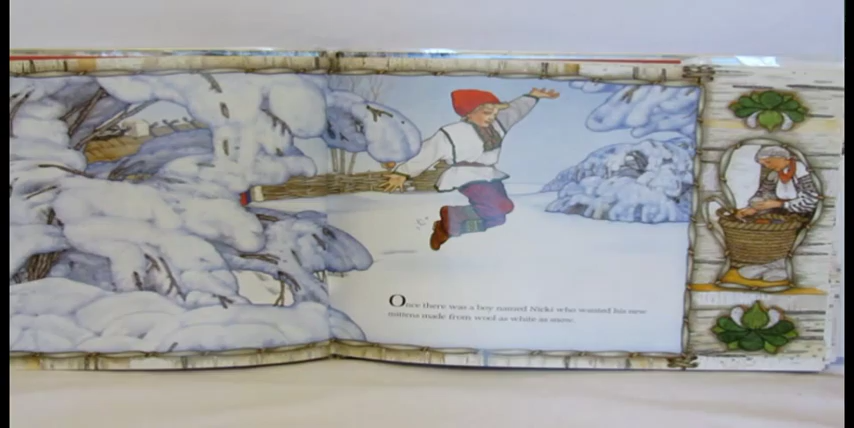 Once there was a boy named Nicki who wanted his new
mittens made from wool as white as snow.